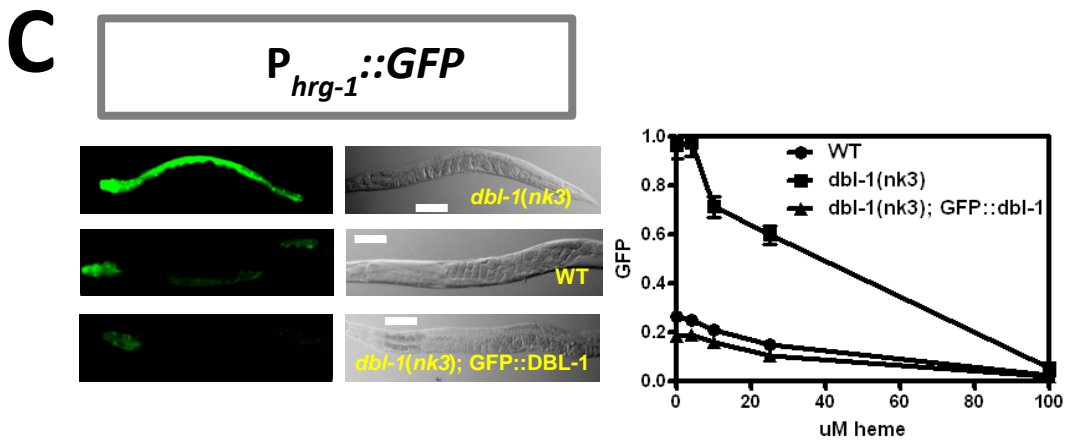 C
Phrg-1::GFP
dbl-1(nk3)
WT
dbl-1(nk3); GFP::DBL-1
1.0
0.8
0.6
0.4
0.2
0.0
GFP
WT
dbl-1(nk3)
dbl-1(nk3); GFP::dbl-1
0
20
40
60
80
100
uM heme